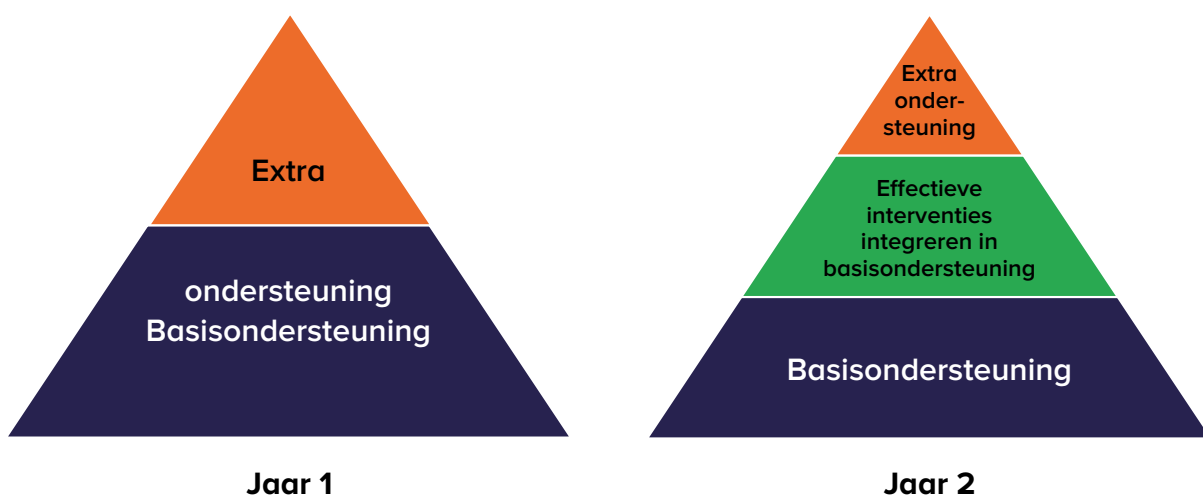 Extra
ondersteuning
Basisondersteuning
Jaar 1
Extra
onder-
steuning
Effectieve
interventies
integreren in
basisondersteuning
Basisondersteuning
Jaar 2